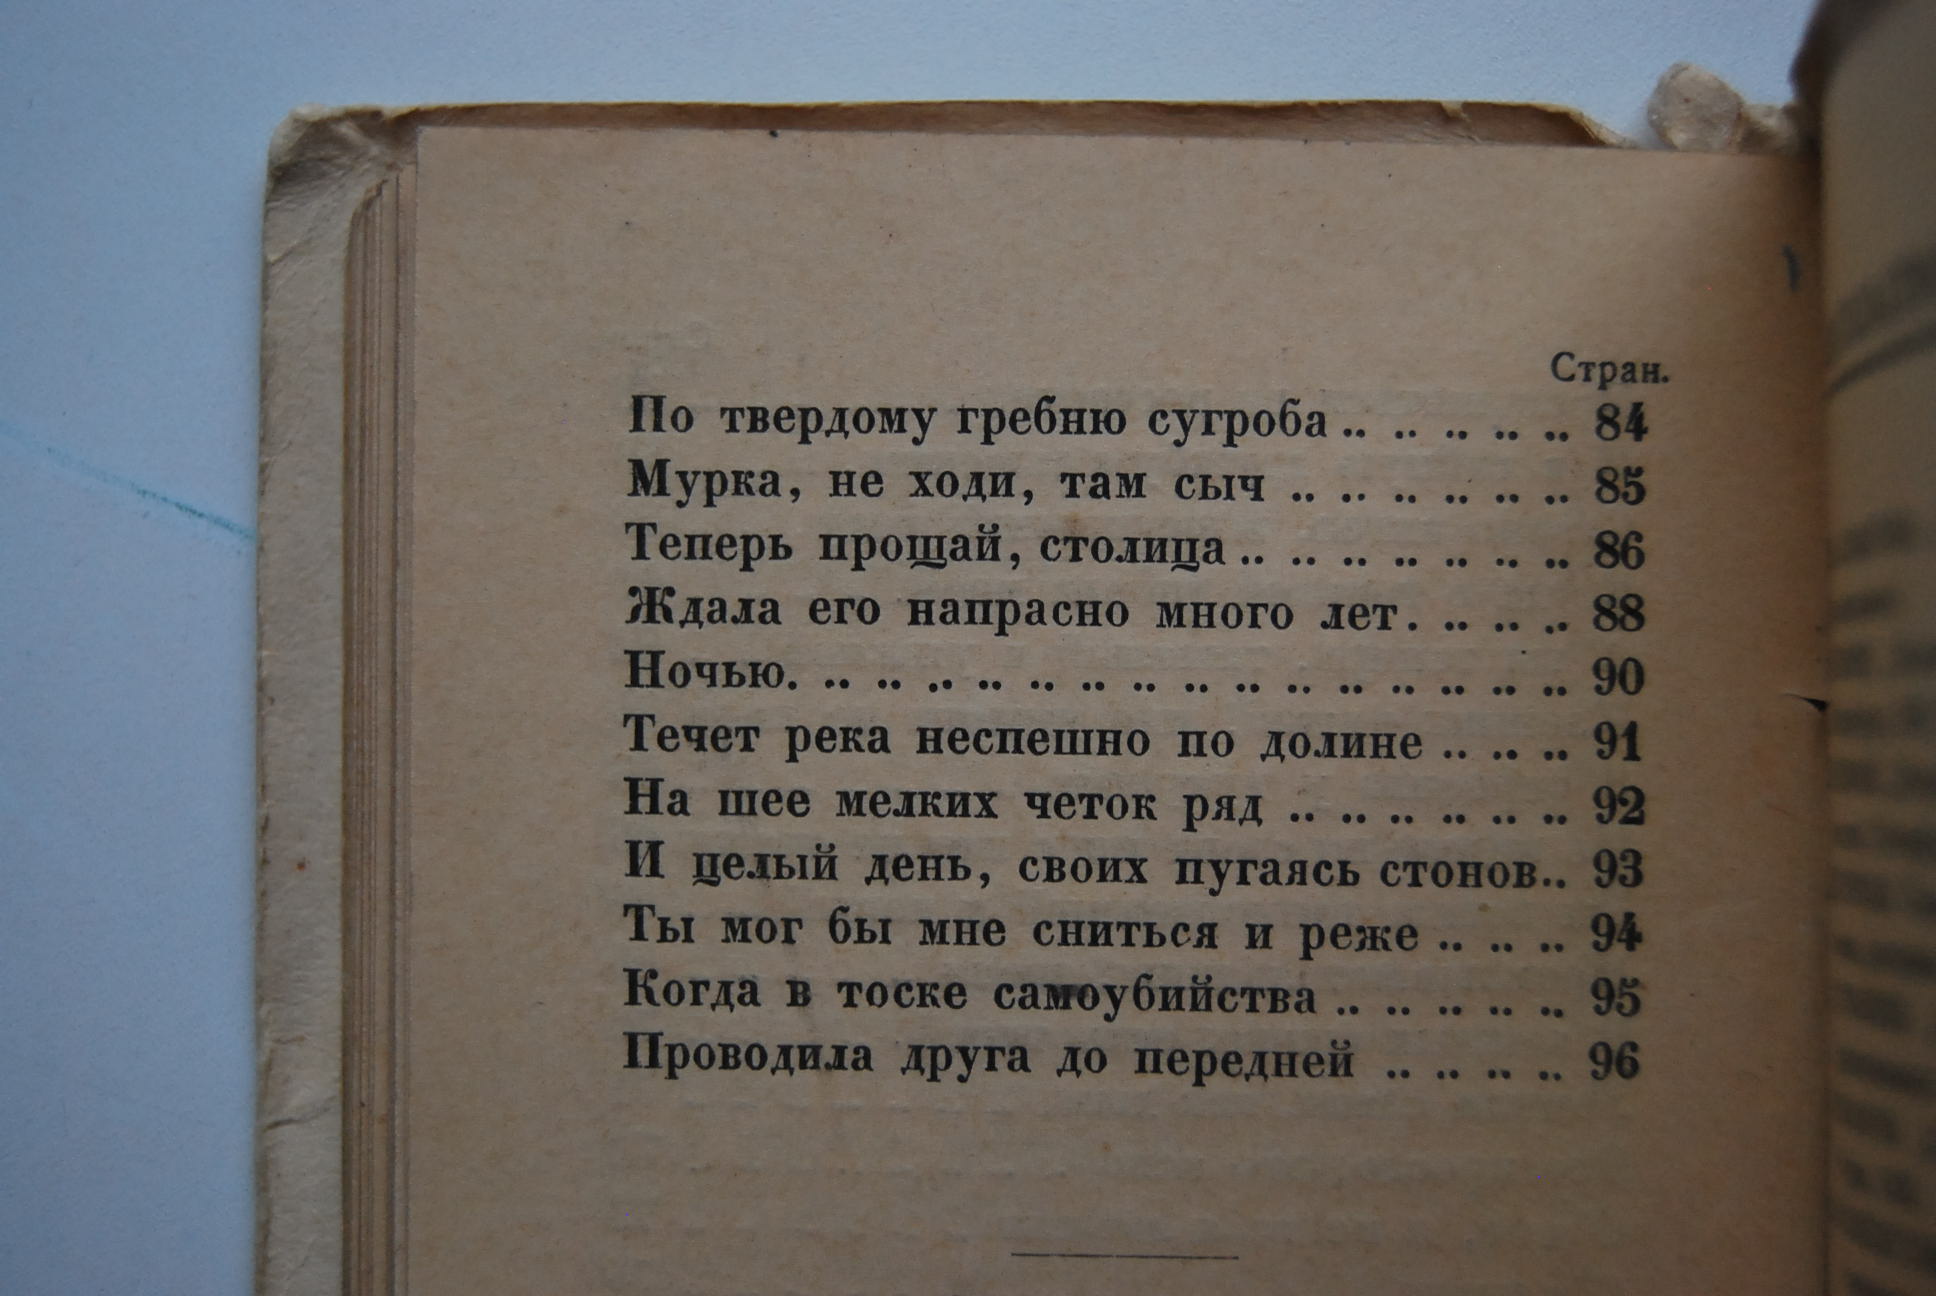 Стран.
По твердому гребню сугроба .. .. .. .. .. 84
Мурка, не ходи, там сыч .. .. .. .. .. .. 85
Теперь прощай, столица .. .. .. .. .. .. .. 86
Ждала его напрасно много лет. .. .. .. 88
Ночью. .. .. .. .. .. .. .. .. .. .. .. .. .. .. .. 90
Течет река неспешно по долине .. .. .. 91
На шее мелких четок ряд .. .. .. .. .. .. 92
И целый день, своих пугаясь стонов.. 93
Ты мог бы мне сниться и реже .. .. .. 94
Когда в тоске самоубийства .. .. .. .. .. 95
Проводила друга до передней .. .. .. .. 96